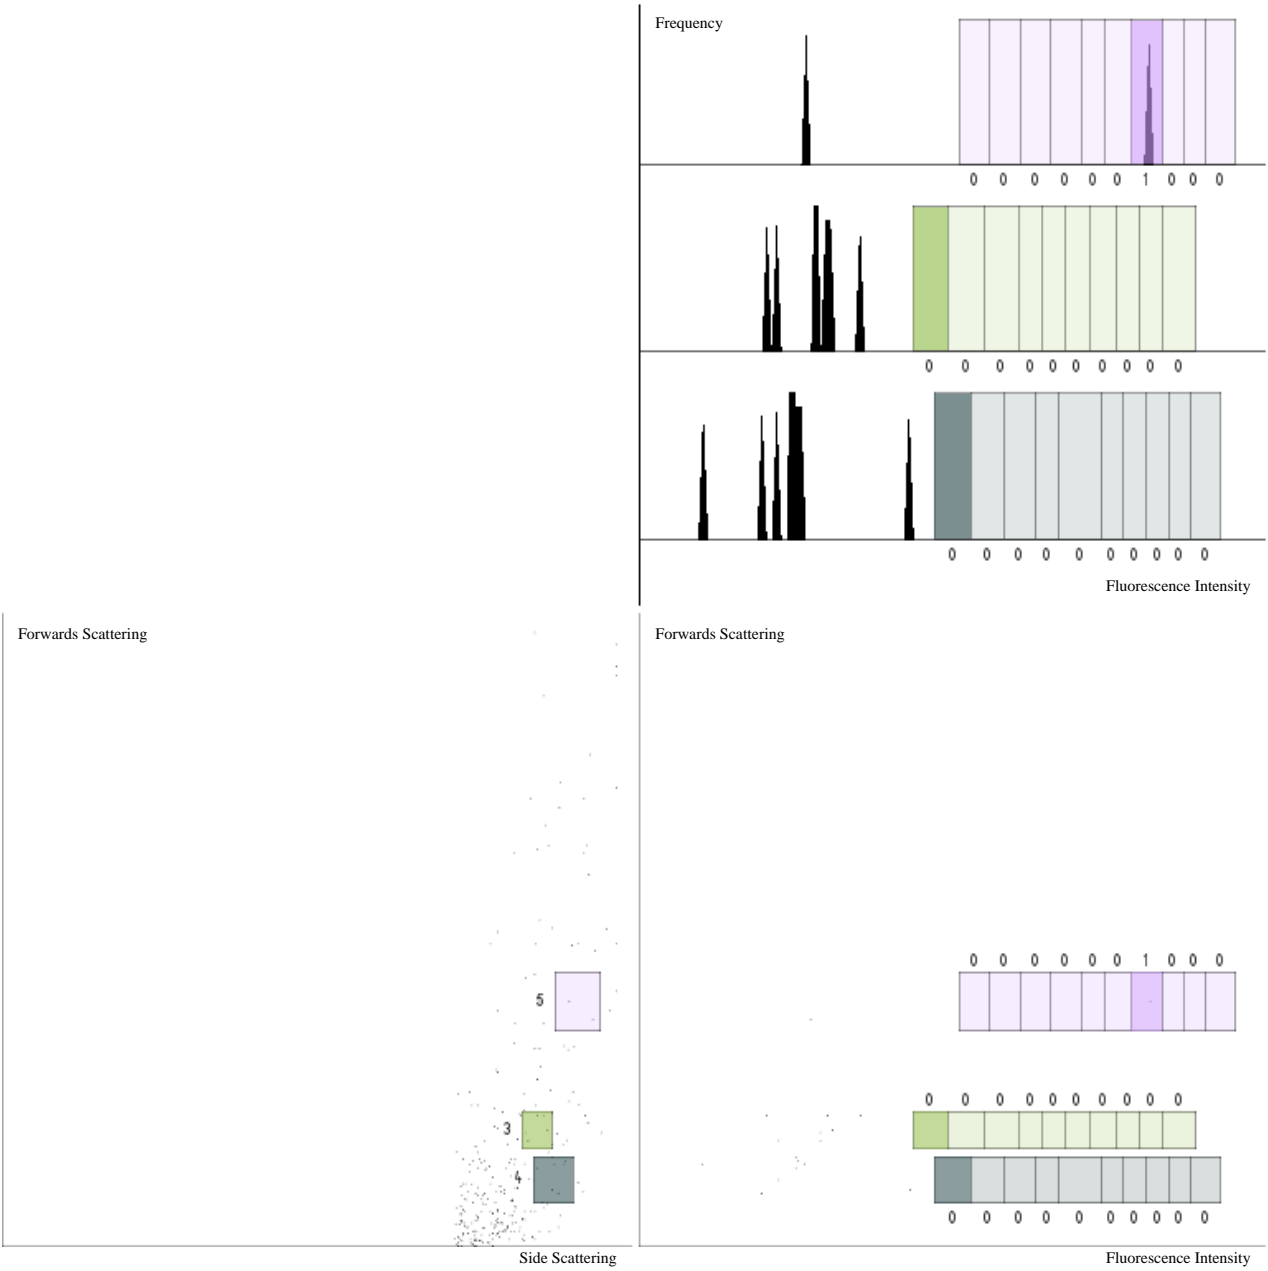 Frequency
0 0 0 0 0 0 1 0 0 0
0 0 0 0 0 0 0 0 0 0
0 0 0 0 0 0 0 0 0 0
Fluorescence Intensity
Forwards Scattering
5
3
4
Side Scattering
Forwards Scattering
0 0 0 0 0 0 1 0 0 0
0 0 0 0 0 0 0 0 0 0
0 0 0 0 0 0 0 0 0 0
Fluorescence Intensity